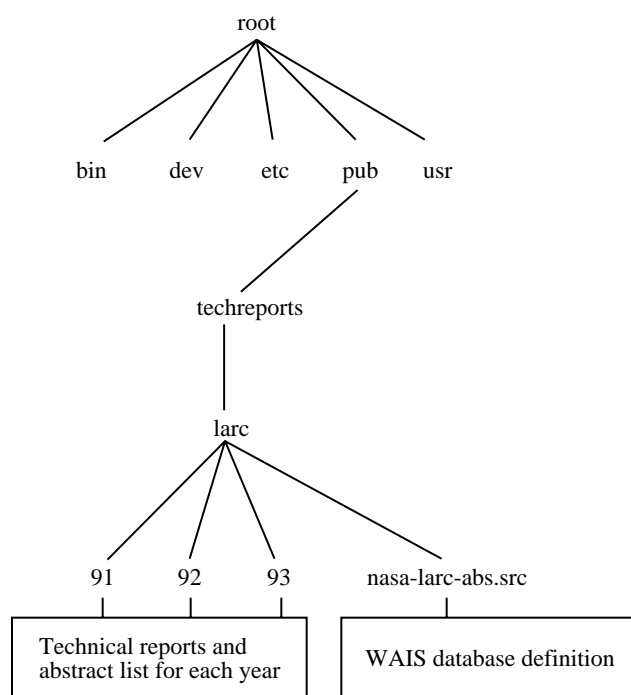 root
bin dev etc pub usr
techreports
larc
91 92 93 nasa-larc-abs.src
Technical reports and
abstract list for each year
WAIS database definition